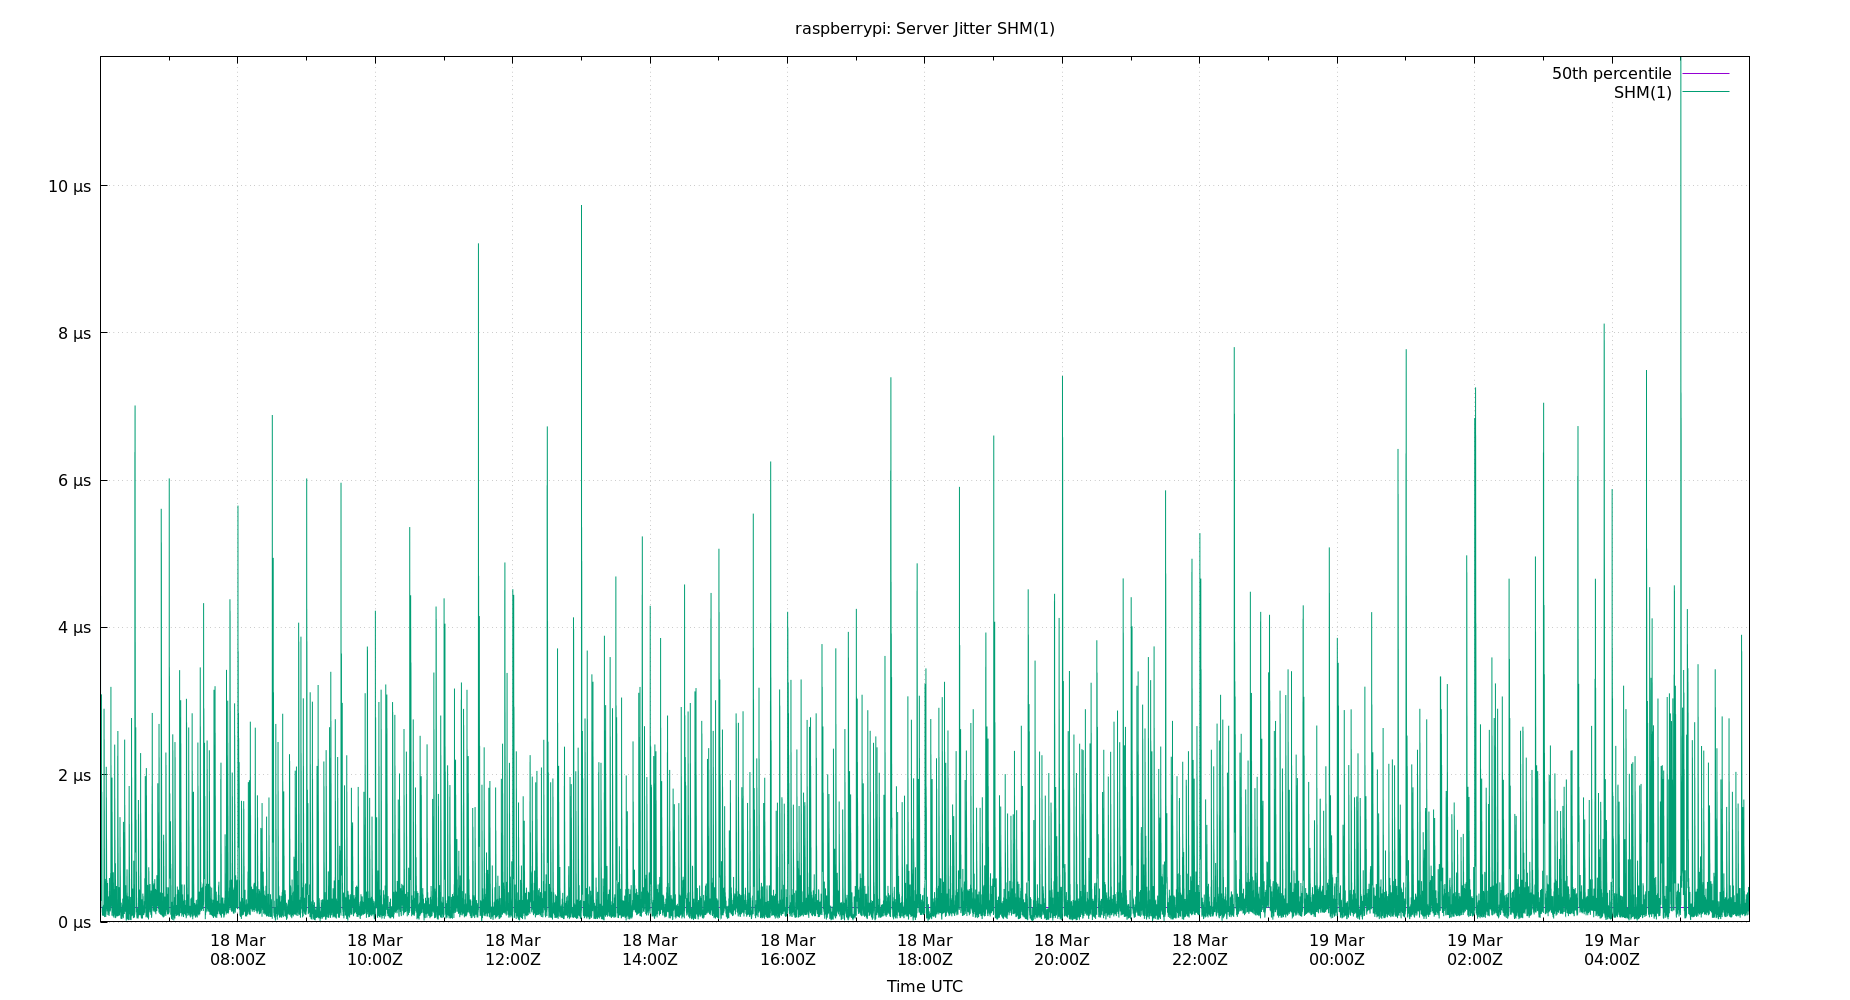 raspberrypi: Server Jitter SHM(1)
50th percentile
SHM(1)
10 µs
8 µs
6 µs
4 µs
2 µs
0 µs
18 Mar 18 Mar 18 Mar 18 Mar 18 Mar 18 Mar 18 Mar 18 Mar 19 Mar 19 Mar 19 Mar
08:00Z 10:00Z 12:00Z 14:00Z 16:00Z 18:00Z 20:00Z 22:00Z 00:00Z 02:00Z 04:00Z
Time UTC